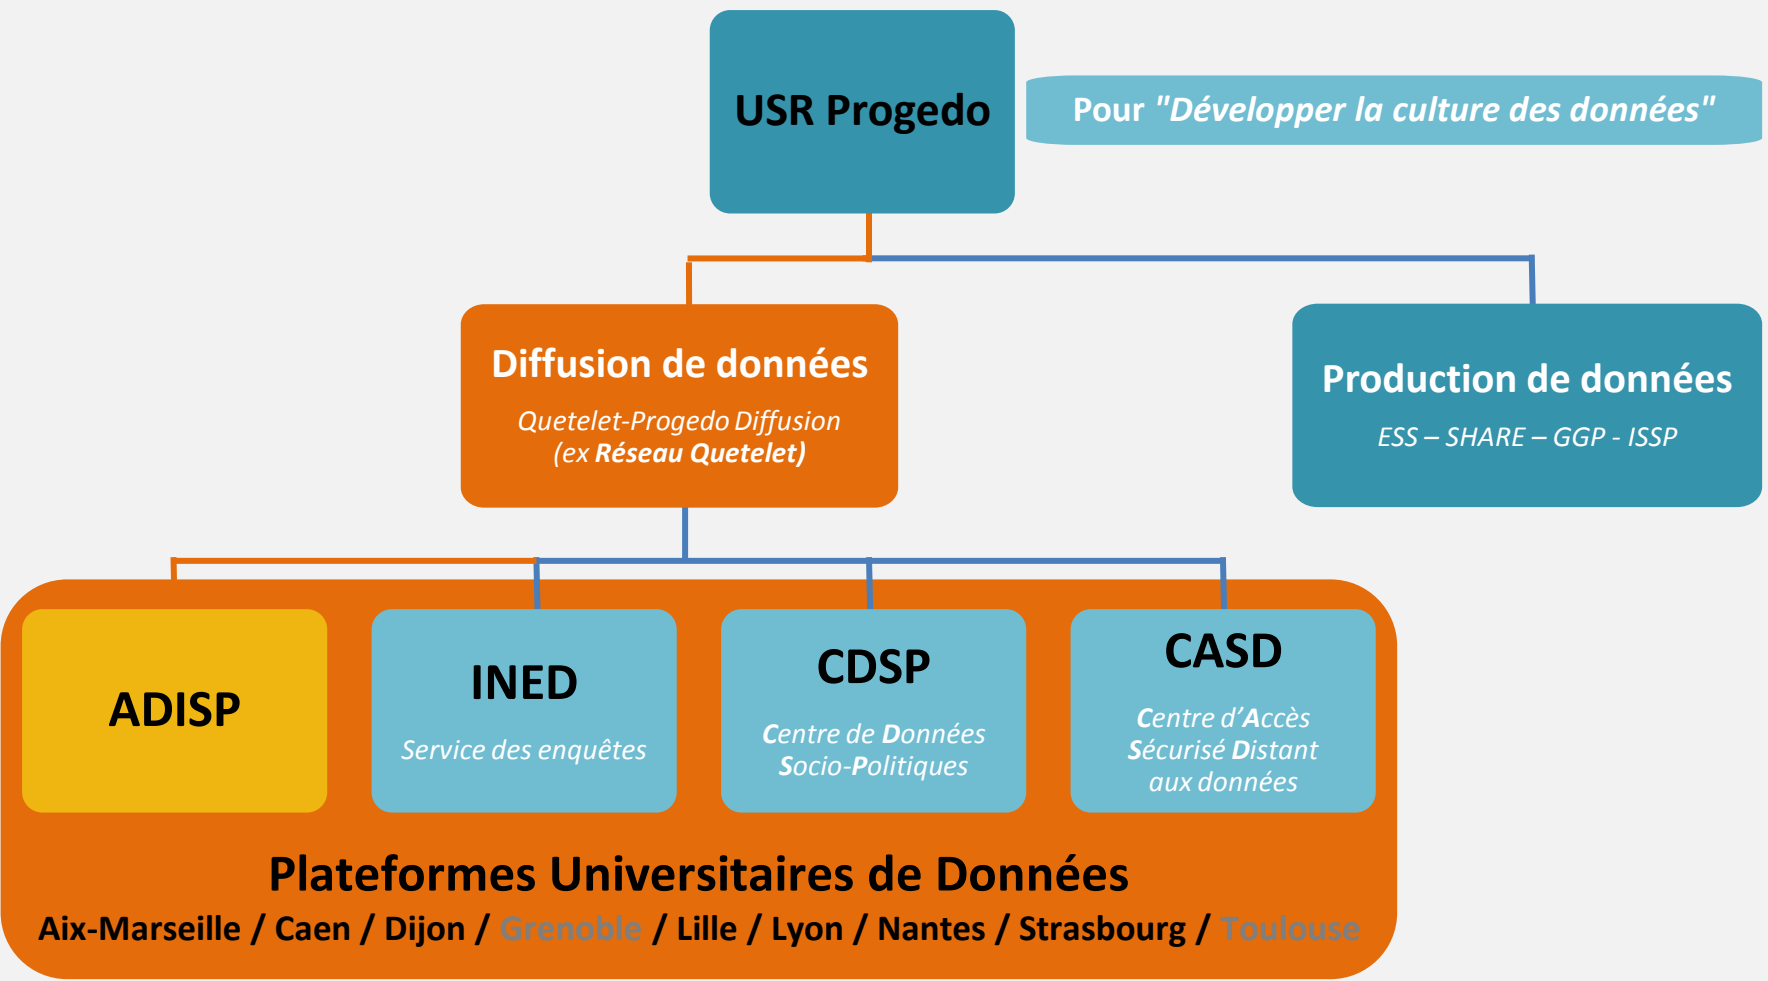 USR Progedo
Pour "Développer la culture des données"
Diffusion de données
Quetelet-Progedo Diffusion
(ex Réseau Quetelet)
Production de données
ESS – SHARE – GGP - ISSP
ADISP
INED
Service des enquêtes
CDSP
Centre de Données
Socio-Politiques
CASD
Centre d’Accès
Sécurisé Distant
aux données
Plateformes Universitaires de Données
Aix-Marseille / Caen / Dijon / Grenoble / Lille / Lyon / Nantes / Strasbourg / Toulouse